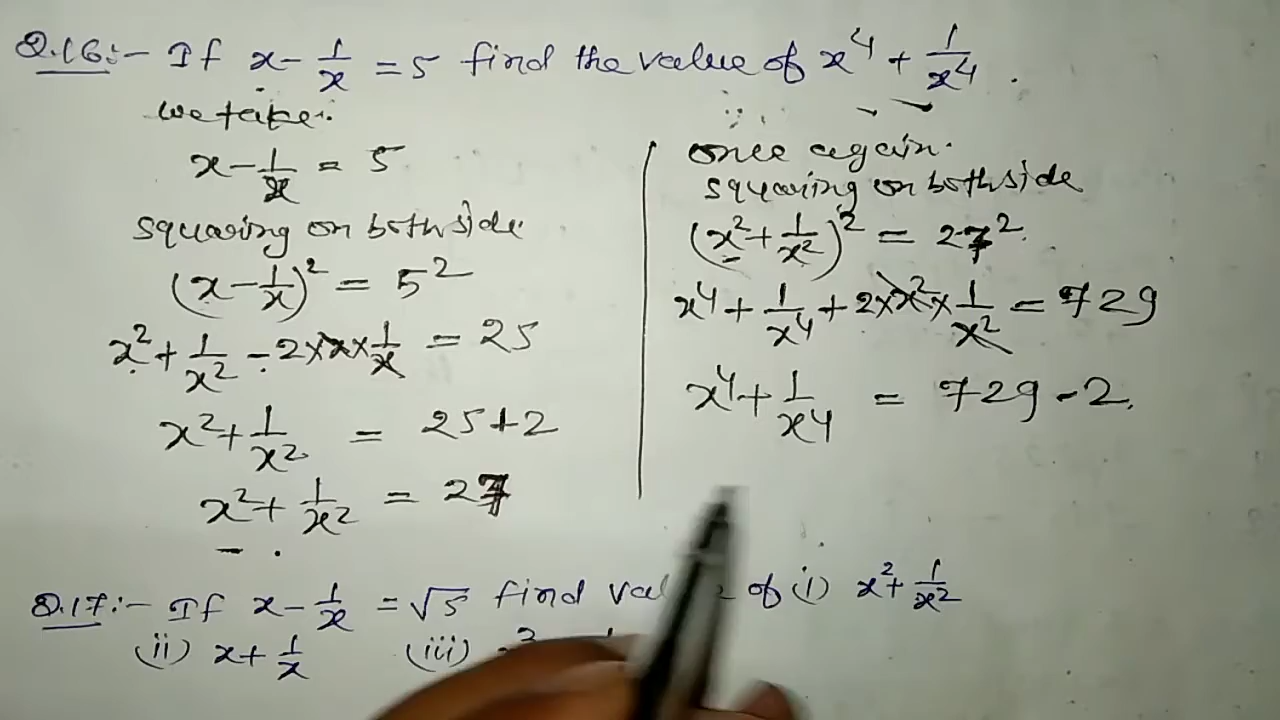 Q.16:- If x - 1/x = 5 find the value of x⁴ + 1/x⁴ .
we take:
x - 1/x = 5
squaring on both side
(x - 1/x)² = 5²
x² + 1/x² - 2×x×1/x = 25
x² + 1/x² = 25+2
x² + 1/x² = 27
once again.
squaring on both side
(x² + 1/x²)² = 27²
x⁴ + 1/x⁴ + 2×x²×1/x² = 729
x⁴ + 1/x⁴ = 729-2.
Q.17:- If x - 1/x = √5 find of (i) x² + 1/x²
(ii) x + 1/x (iii)